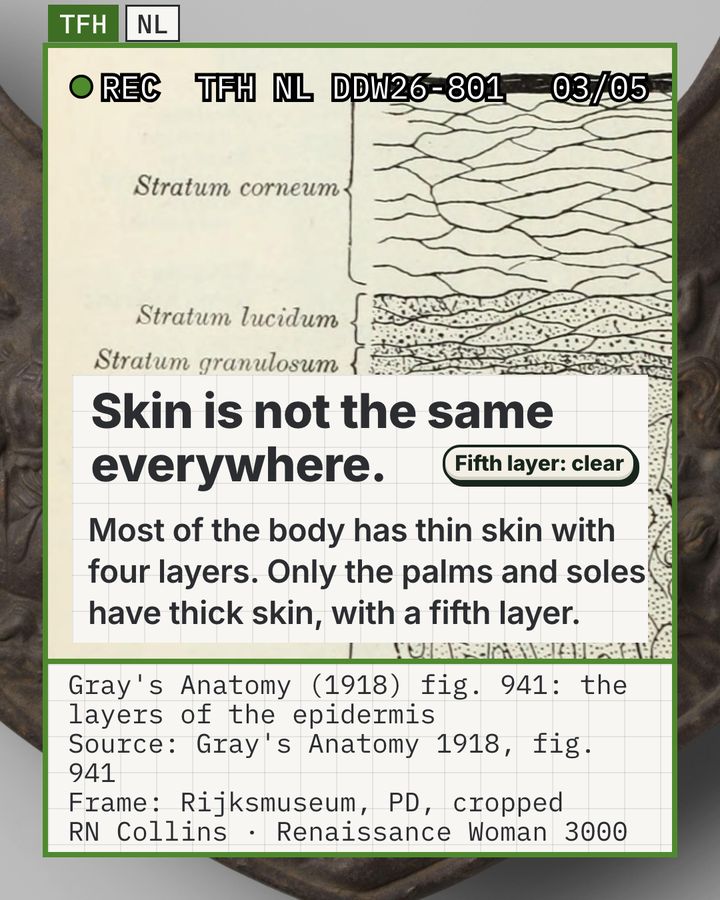 TFH NL
REC TFH NL DDW26-801 03/05
Stratum corneum
Stratum lucidum
Stratum granulosum
Skin is not the same
everywhere.
Fifth layer: clear
Most of the body has thin skin with
four layers. Only the palms and soles
have thick skin, with a fifth layer.
Gray's Anatomy (1918) fig. 941: the
layers of the epidermis
Source: Gray's Anatomy 1918, fig.
941
Frame: Rijksmuseum, PD, cropped
RN Collins · Renaissance Woman 3000